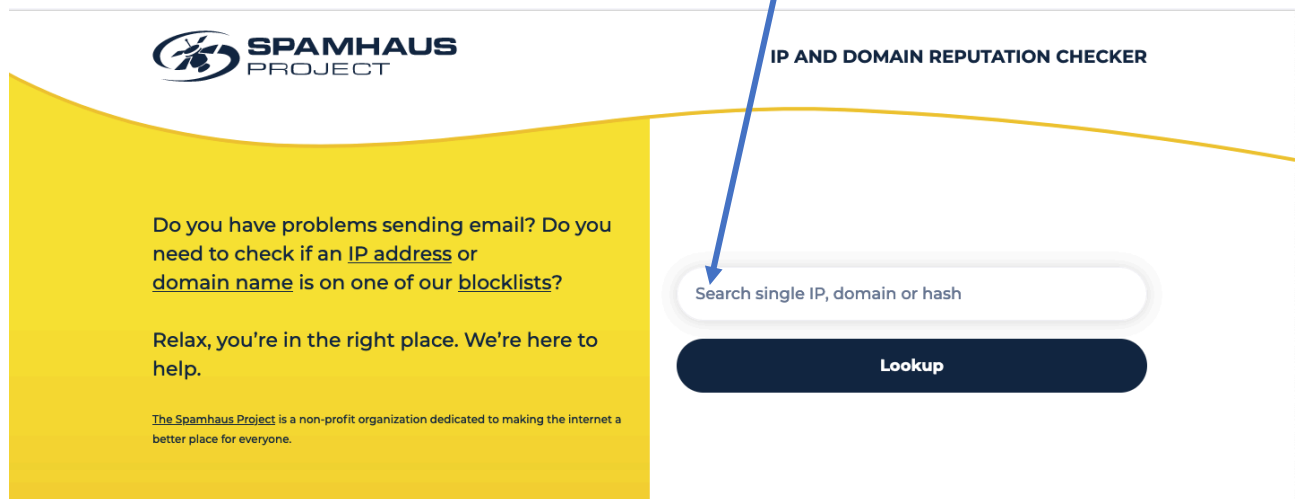 SPAMHAUS
PROJECT
IP AND DOMAIN REPUTATION CHECKER
Do you have problems sending email? Do you
need to check if an IP address or
domain name is on one of our blocklists?
Relax, you’re in the right place. We’re here to
help.
The Spamhaus Project is a non-profit organization dedicated to making the internet a
better place for everyone.
Search single IP, domain or hash
Lookup